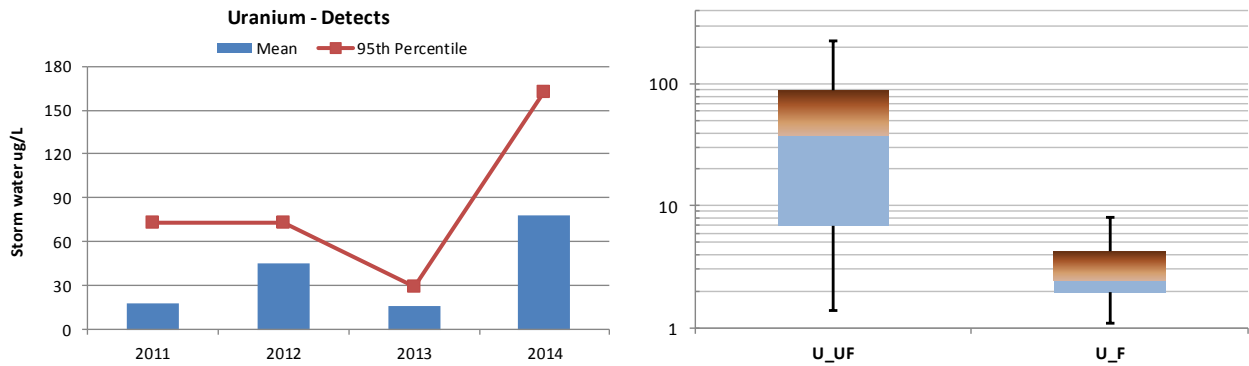 Uranium - Detects
Mean 95th Percentile
Storm water ug/L
180
150
120
90
60
30
0
2011 2012 2013 2014
100
10
1
U_UF U_F